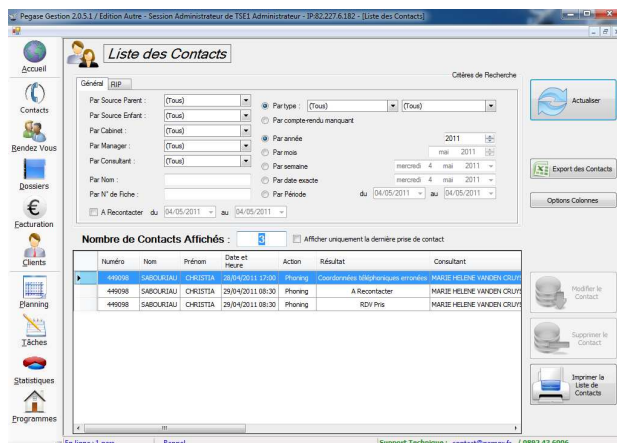 Pegase Gestion 2.0.5.1 / Edition Autre - Session Administrateur de TSE1 Administrateur - IP:82.227.6.182 - [Liste des Contacts]
Accueil
Contacts
Rendez Vous
Dossiers
Facturation
Clients
Planning
Tâches
Statistiques
Programmes
Liste des Contacts
Critères de Recherche
Général RIP
Par Source Parent : (Tous)
Par Source Enfant : (Tous)
Par Cabinet : (Tous)
Par Manager : (Tous)
Par Consultant : (Tous)
Par Nom :
Par N° de Fiche :
A Recontacter du 04/05/2011 au 04/05/2011
Par type : (Tous) (Tous)
Par compte-rendu manquant
Par année 2011
Par mois mai 2011
Par semaine mercredi 4 mai 2011
Par date exacte mercredi 4 mai 2011
Par Période du 04/05/2011 au 04/05/2011
Actualiser
Export des Contacts
Options Colonnes
Nombre de Contacts Affichés : 3 Afficher uniquement la dernière prise de contact
Numéro Nom Prénom Date et Heure Action Résultat Consultant
449098 SABOURIAU CHRISTIA 28/04/2011 17:00 Phoning Coordonnées téléphoniques erronées MARIE HELENE VANDEN CRUYS
449098 SABOURIAU CHRISTIA 29/04/2011 08:30 Phoning A Recontacter MARIE HELENE VANDEN CRUYS
449098 SABOURIAU CHRISTIA 29/04/2011 08:30 Phoning RDV Pris MARIE HELENE VANDEN CRUYS
Modifier le Contact
Supprimer le Contact
Imprimer la Liste de Contacts